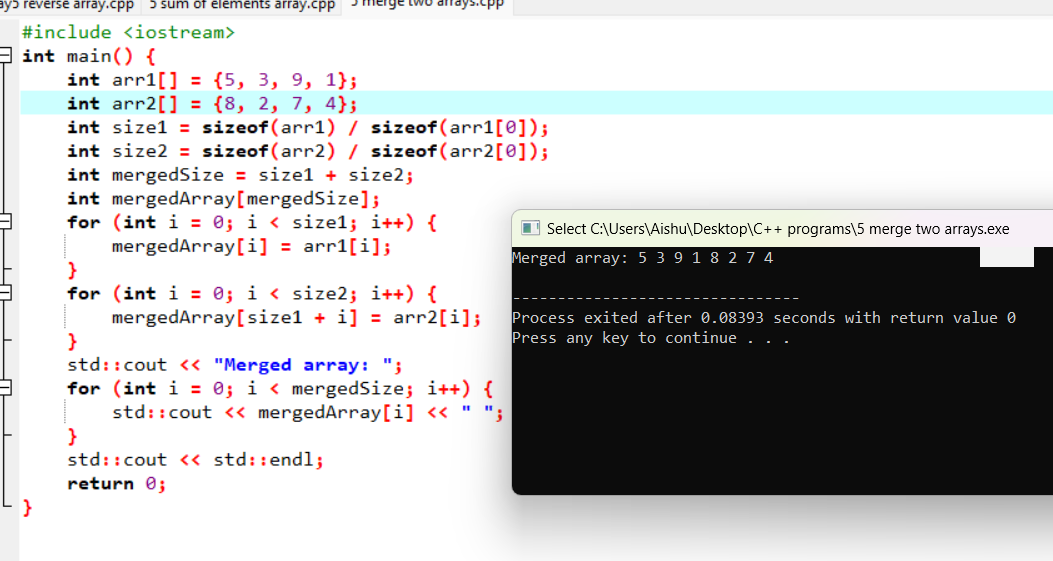 ay5 reverse array.cpp 5 sum of elements array.cpp 5 merge two arrays.cpp
#include <iostream>
int main() {
    int arr1[] = {5, 3, 9, 1};
    int arr2[] = {8, 2, 7, 4};
    int size1 = sizeof(arr1) / sizeof(arr1[0]);
    int size2 = sizeof(arr2) / sizeof(arr2[0]);
    int mergedSize = size1 + size2;
    int mergedArray[mergedSize];
    for (int i = 0; i < size1; i++) {
        mergedArray[i] = arr1[i];
    }
    for (int i = 0; i < size2; i++) {
        mergedArray[size1 + i] = arr2[i];
    }
    std::cout << "Merged array: ";
    for (int i = 0; i < mergedSize; i++) {
        std::cout << mergedArray[i] << " ";
    }
    std::cout << std::endl;
    return 0;
}
Select C:\Users\Aishu\Desktop\C++ programs\5 merge two arrays.exe
Merged array: 5 3 9 1 8 2 7 4
--------------------------------
Process exited after 0.08393 seconds with return value 0
Press any key to continue . . .